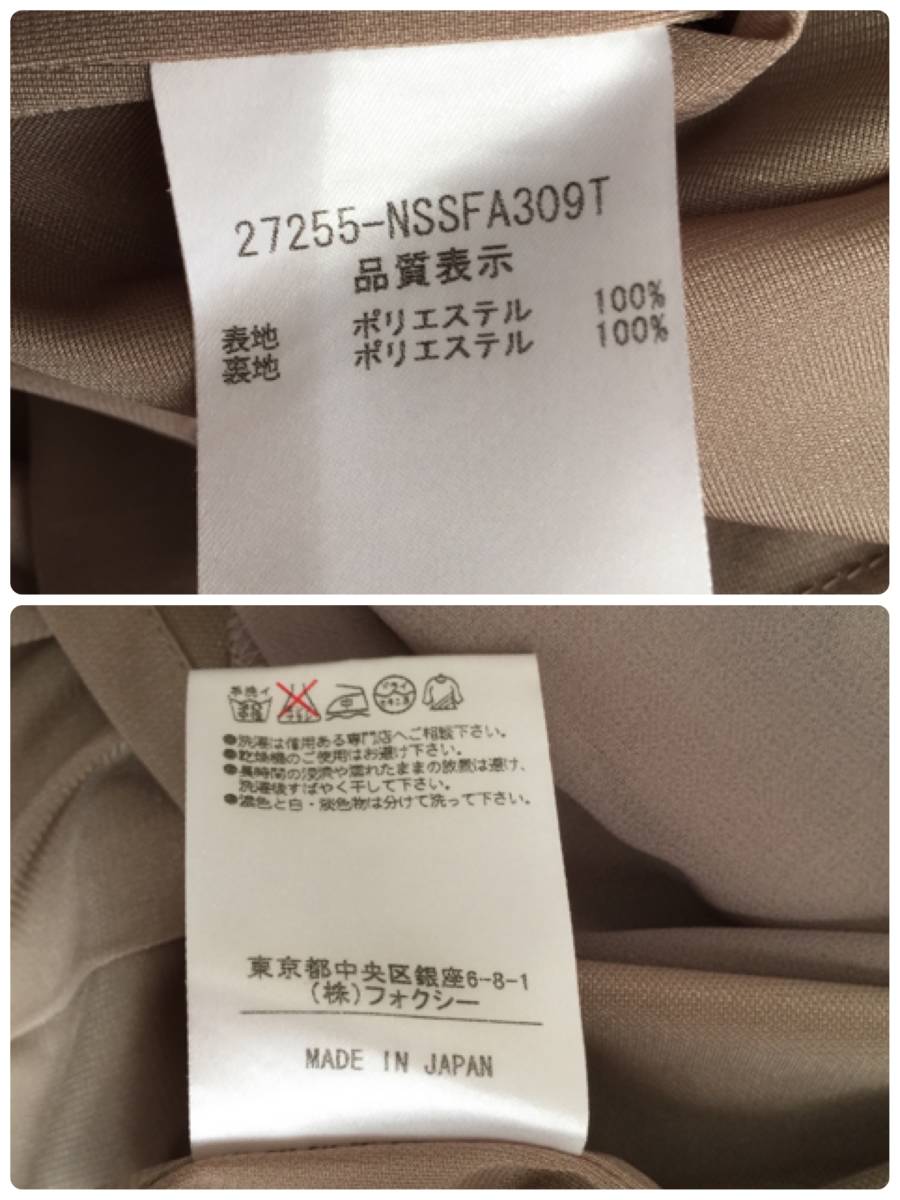 27255-NSSFA309T
品質表示
表地 ポリエステル 100%
裏地 ポリエステル 100%
手洗イ
中 ドライ
●洗濯は信用ある専門店へご相談下さい。
●乾燥機のご使用はお避け下さい。
●長時間の浸漬や濡れたままの放置は避け、
洗濯後すばやく干して下さい。
●濃色と白・淡色物は分けて洗って下さい。
東京都中央区銀座6-8-1
(株)フォクシー
MADE IN JAPAN